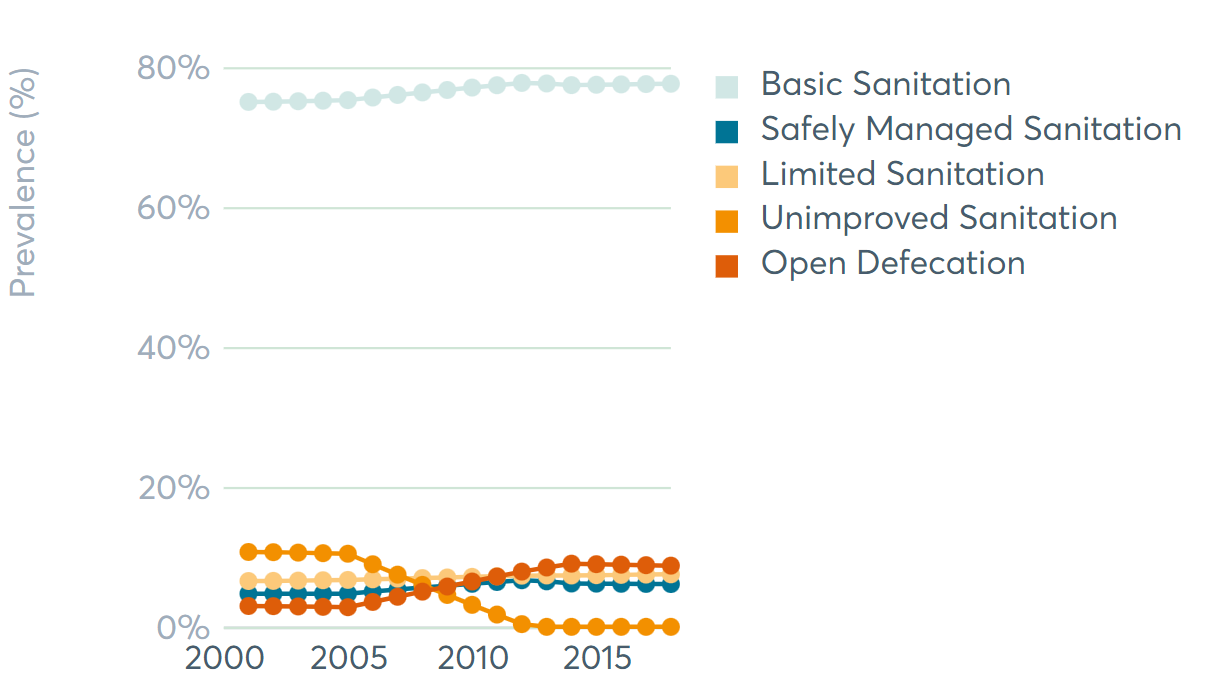 Prevalence (%)
80%
60%
40%
20%
0%
2000 2005 2010 2015
Basic Sanitation
Safely Managed Sanitation
Limited Sanitation
Unimproved Sanitation
Open Defecation